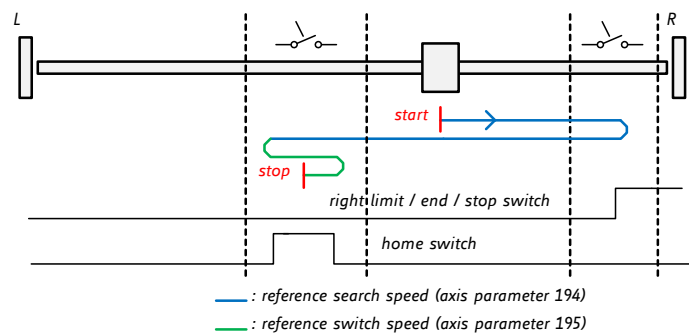 L
R
start
stop
right limit / end / stop switch
home switch
: reference search speed (axis parameter 194)
: reference switch speed (axis parameter 195)